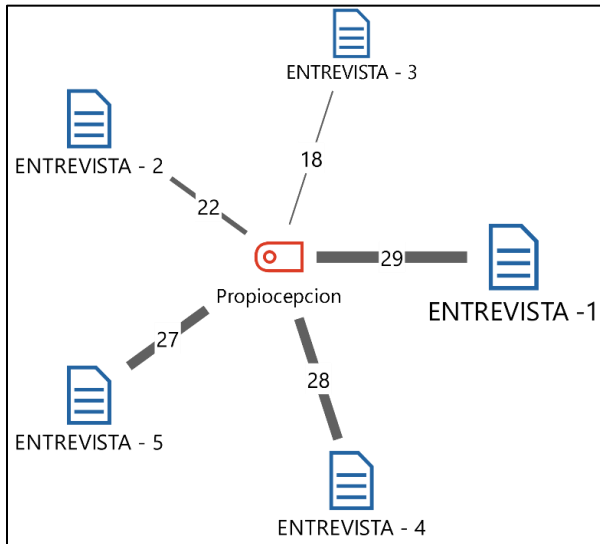 ENTREVISTA - 3
ENTREVISTA - 2
18
22
29
Propiocepcion
ENTREVISTA -1
27
28
ENTREVISTA - 5
ENTREVISTA - 4